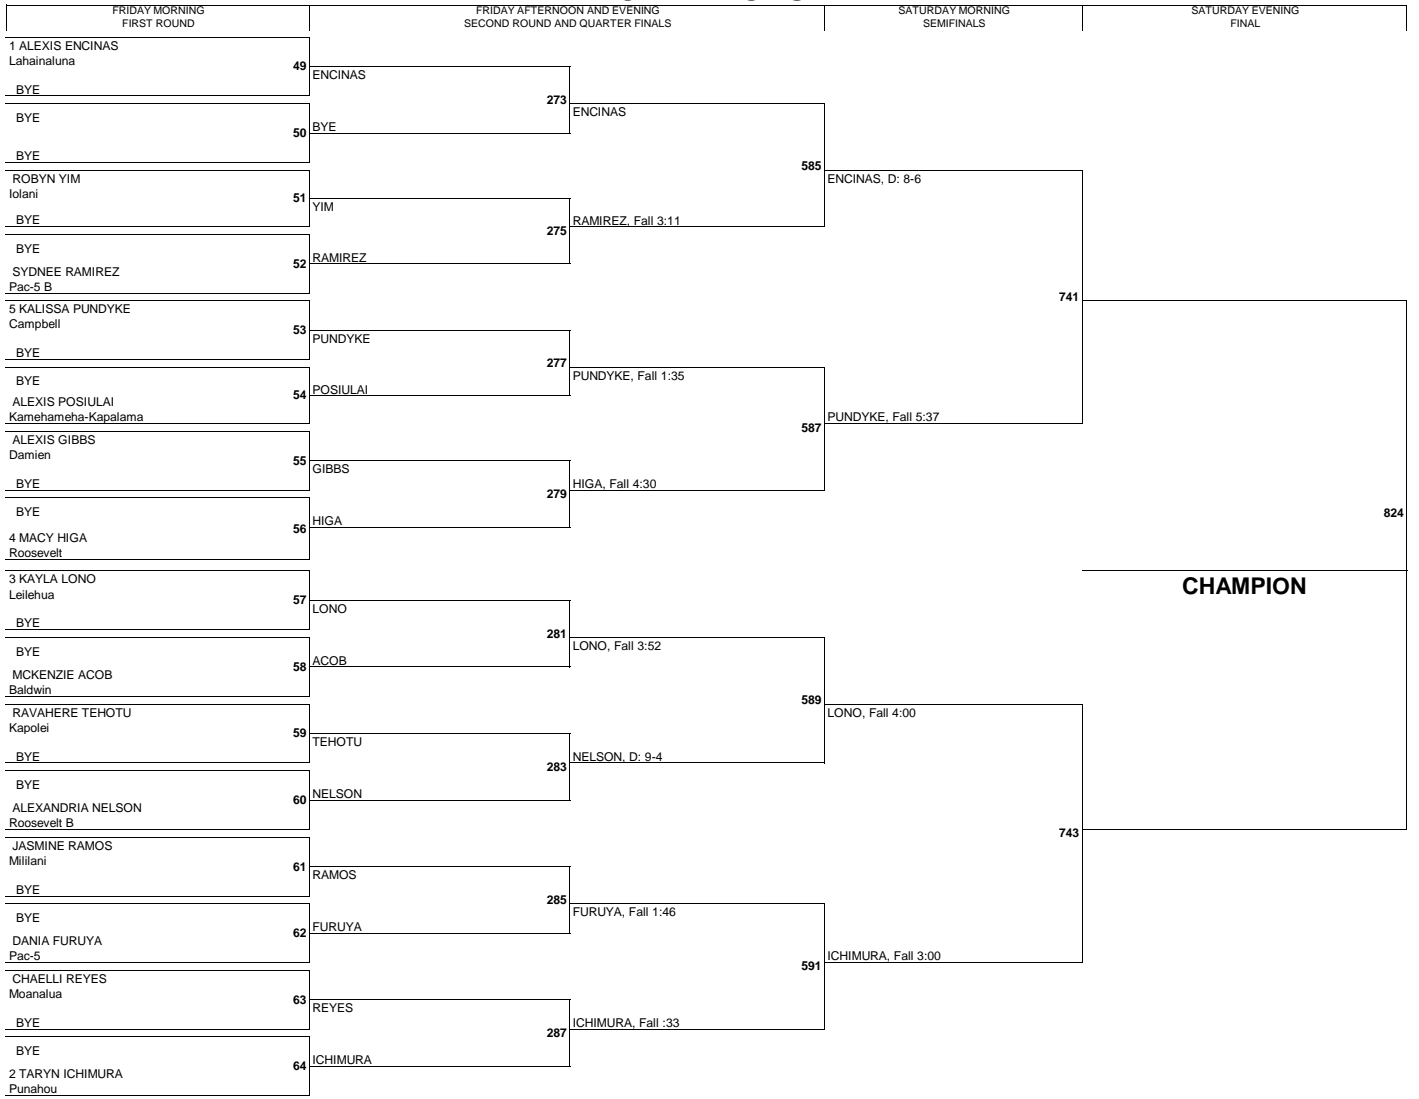 FRIDAY MORNING
FIRST ROUND
FRIDAY AFTERNOON AND EVENING
SECOND ROUND AND QUARTER FINALS
SATURDAY MORNING
SEMIFINALS
SATURDAY EVENING
FINAL
1 ALEXIS ENCINAS
Lahainaluna
49
BYE
BYE
50
BYE
ROBYN YIM
Iolani
51
BYE
BYE
52
SYDNEE RAMIREZ
Pac-5 B
5 KALISSA PUNDYKE
Campbell
53
BYE
BYE
54
ALEXIS POSIULAI
Kamehameha-Kapalama
ALEXIS GIBBS
Damien
55
BYE
BYE
56
4 MACY HIGA
Roosevelt
3 KAYLA LONO
Leilehua
57
BYE
BYE
58
MCKENZIE ACOB
Baldwin
RAVAHERE TEHOTU
Kapolei
59
BYE
BYE
60
ALEXANDRIA NELSON
Roosevelt B
JASMINE RAMOS
Mililani
61
BYE
BYE
62
DANIA FURUYA
Pac-5
CHAELLI REYES
Moanalua
63
BYE
BYE
64
2 TARYN ICHIMURA
Punahou
ENCINAS
273
BYE
YIM
275
RAMIREZ
PUNDYKE
277
POSIULAI
GIBBS
279
HIGA
LONO
281
ACOB
TEHOTU
283
NELSON
RAMOS
285
FURUYA
REYES
287
ICHIMURA
ENCINAS
585
RAMIREZ, Fall 3:11
PUNDYKE, Fall 1:35
587
HIGA, Fall 4:30
LONO, Fall 3:52
589
NELSON, D: 9-4
FURUYA, Fall 1:46
591
ICHIMURA, Fall :33
ENCINAS, D: 8-6
741
PUNDYKE, Fall 5:37
LONO, Fall 4:00
743
ICHIMURA, Fall 3:00
824
CHAMPION